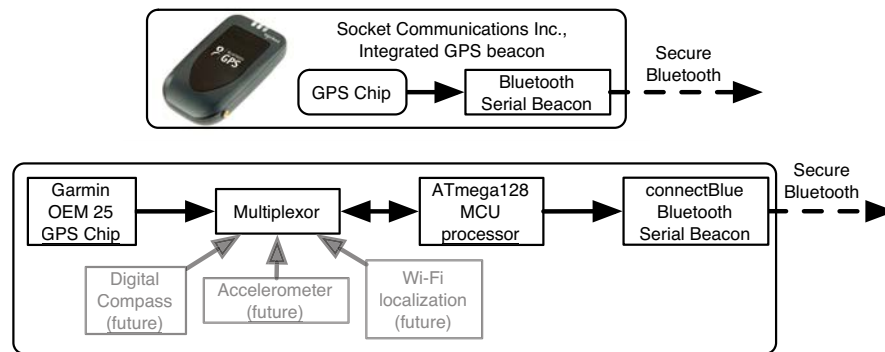 Socket Communications Inc.,
Integrated GPS beacon
GPS
GPS Chip
Bluetooth
Serial Beacon
Secure
Bluetooth
Garmin
OEM 25
GPS Chip
Multiplexor
ATmega128
MCU
processor
connectBlue
Bluetooth
Serial Beacon
Secure
Bluetooth
Digital
Compass
(future)
Accelerometer
(future)
Wi-Fi
localization
(future)